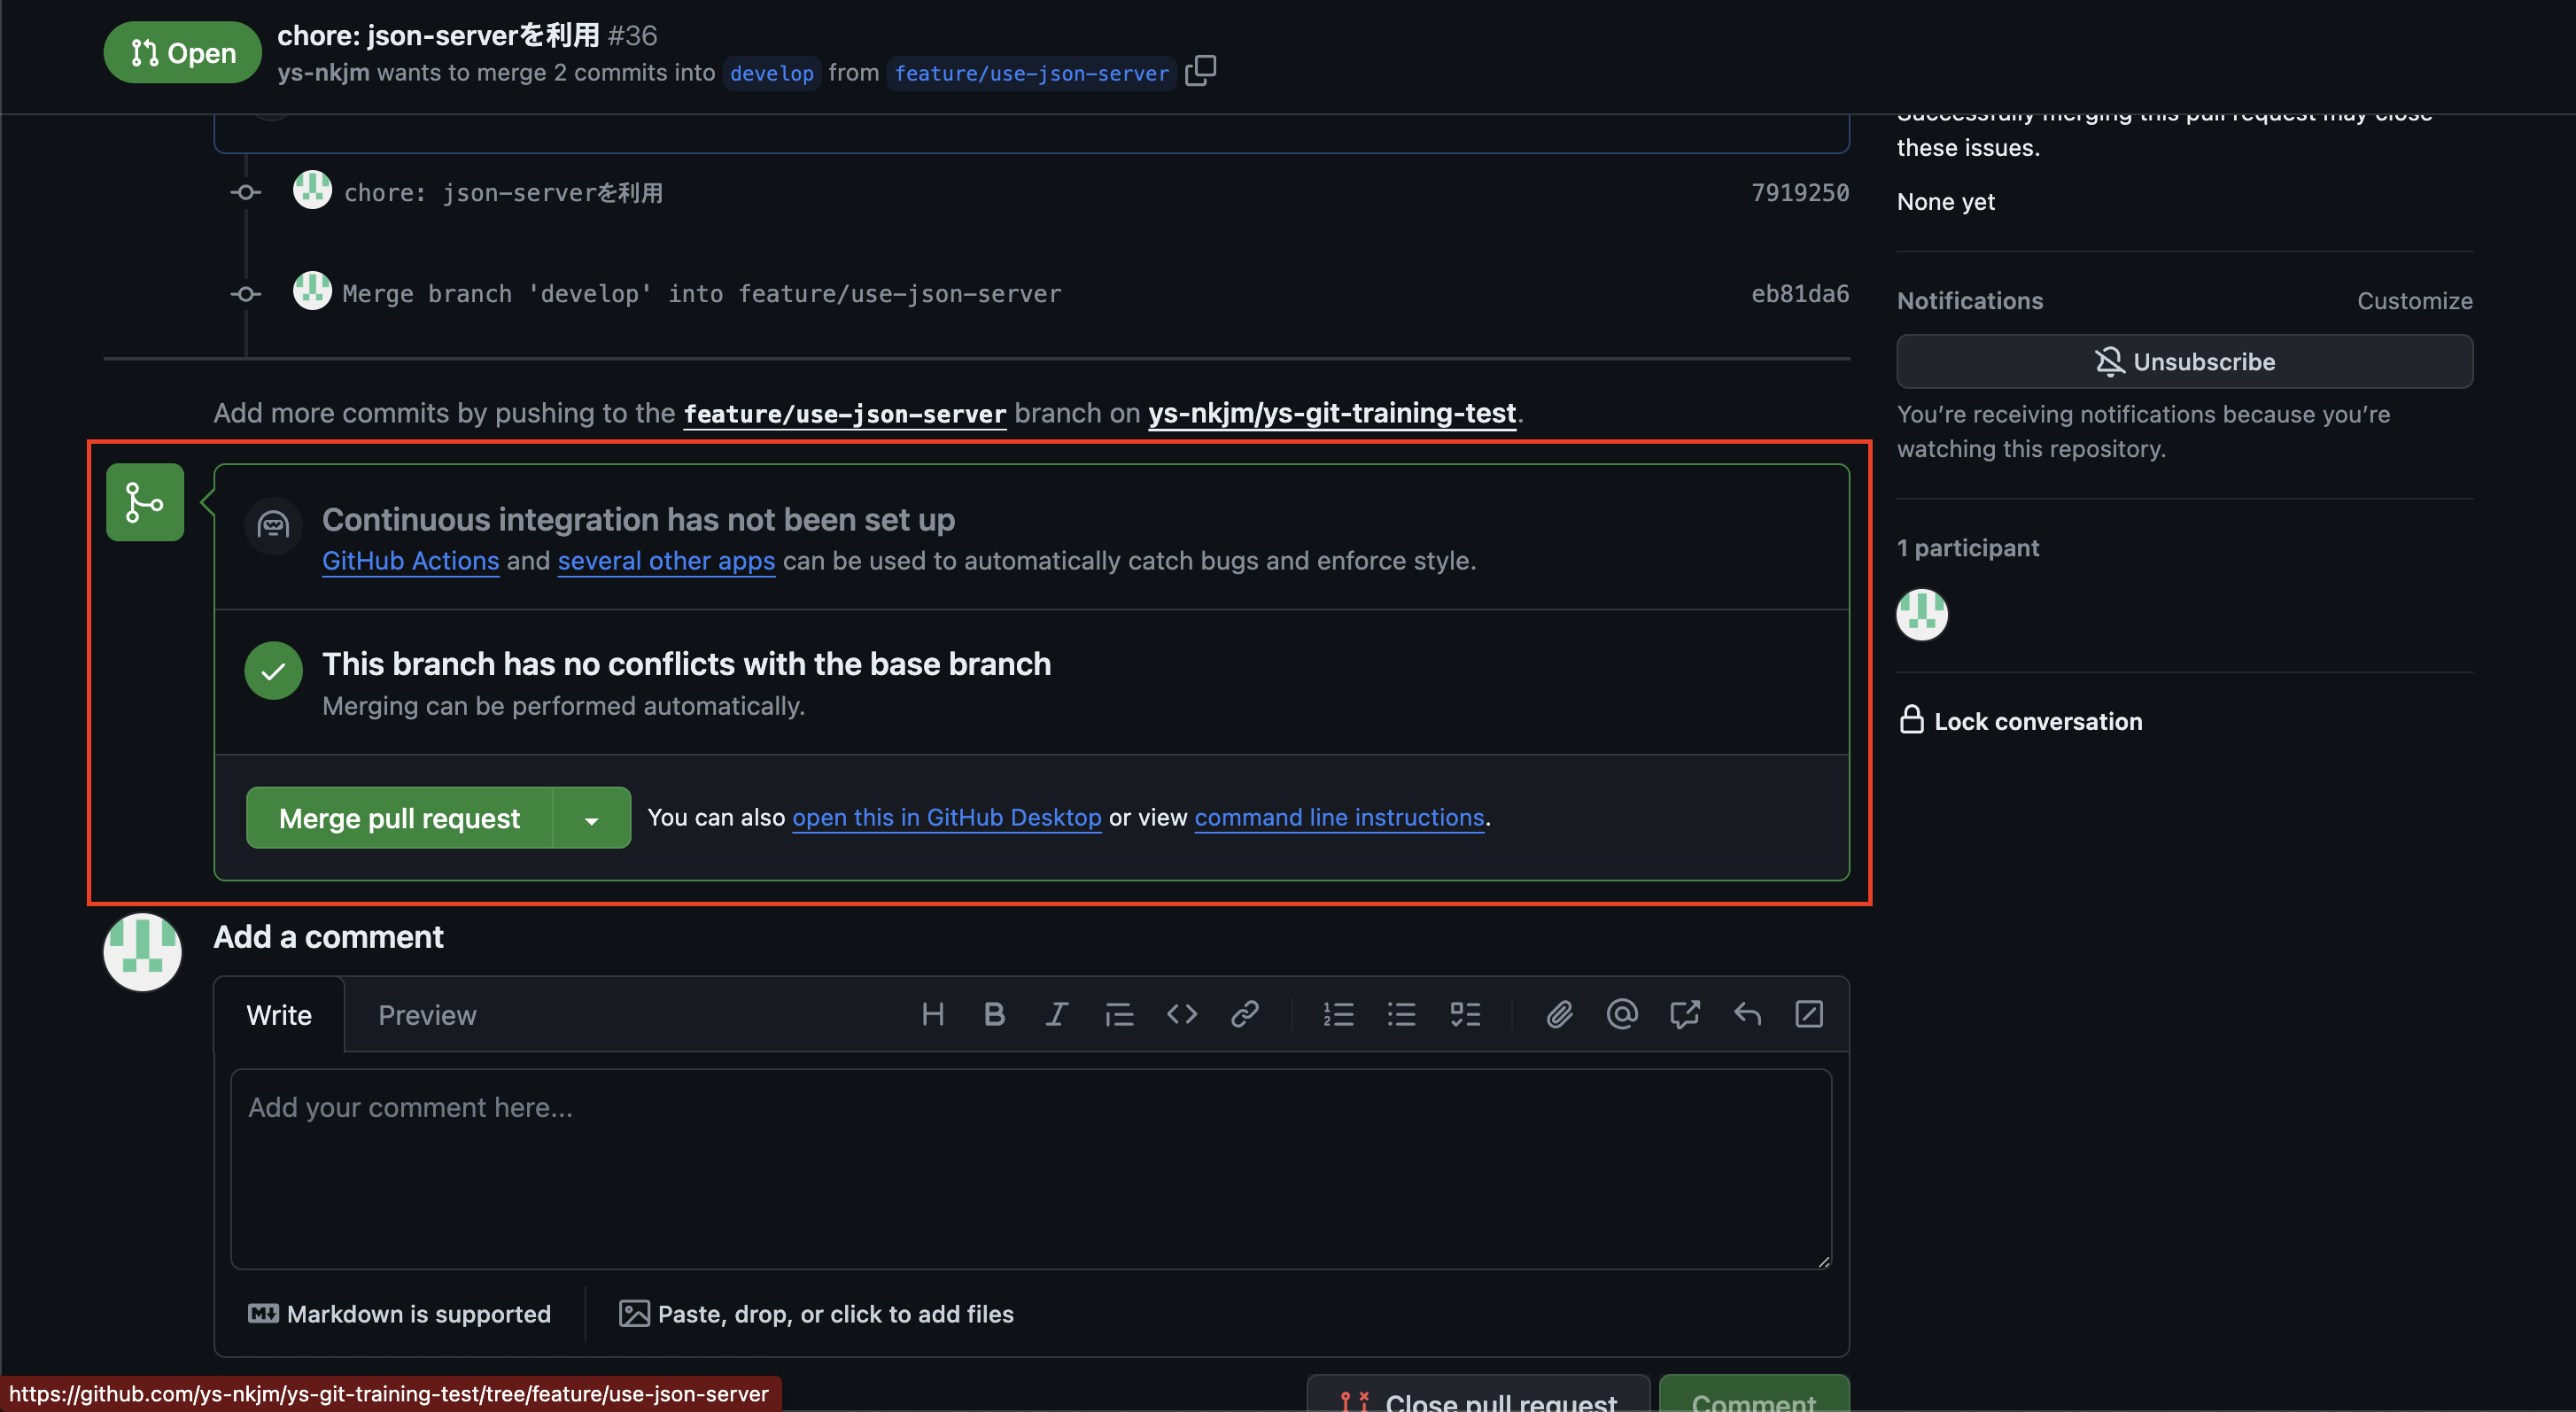 Open
chore: json-serverを利用 #36
ys-nkjm wants to merge 2 commits into develop from feature/use-json-server
Successfully merging this pull request may close
these issues.
None yet
chore: json-serverを利用 7919250
Merge branch 'develop' into feature/use-json-server eb81da6
Notifications Customize
Unsubscribe
You're receiving notifications because you're
watching this repository.
1 participant
Lock conversation
Add more commits by pushing to the feature/use-json-server branch on ys-nkjm/ys-git-training-test.
Continuous integration has not been set up
GitHub Actions and several other apps can be used to automatically catch bugs and enforce style.
This branch has no conflicts with the base branch
Merging can be performed automatically.
Merge pull request You can also open this in GitHub Desktop or view command line instructions.
Add a comment
Write Preview
Add your comment here...
Markdown is supported Paste, drop, or click to add files
Close pull request Comment
https://github.com/ys-nkjm/ys-git-training-test/tree/feature/use-json-server